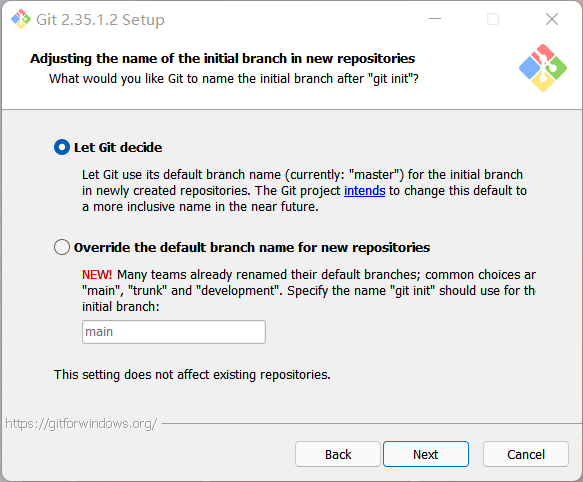 Git 2.35.1.2 Setup
Adjusting the name of the initial branch in new repositories
What would you like Git to name the initial branch after "git init"?
Let Git decide
Let Git use its default branch name (currently: "master") for the initial branch
in newly created repositories. The Git project intends to change this default to
a more inclusive name in the near future.
Override the default branch name for new repositories
NEW! Many teams already renamed their default branches; common choices ar
"main", "trunk" and "development". Specify the name "git init" should use for the
initial branch:
main
This setting does not affect existing repositories.
https://gitforwindows.org/
Back
Next
Cancel